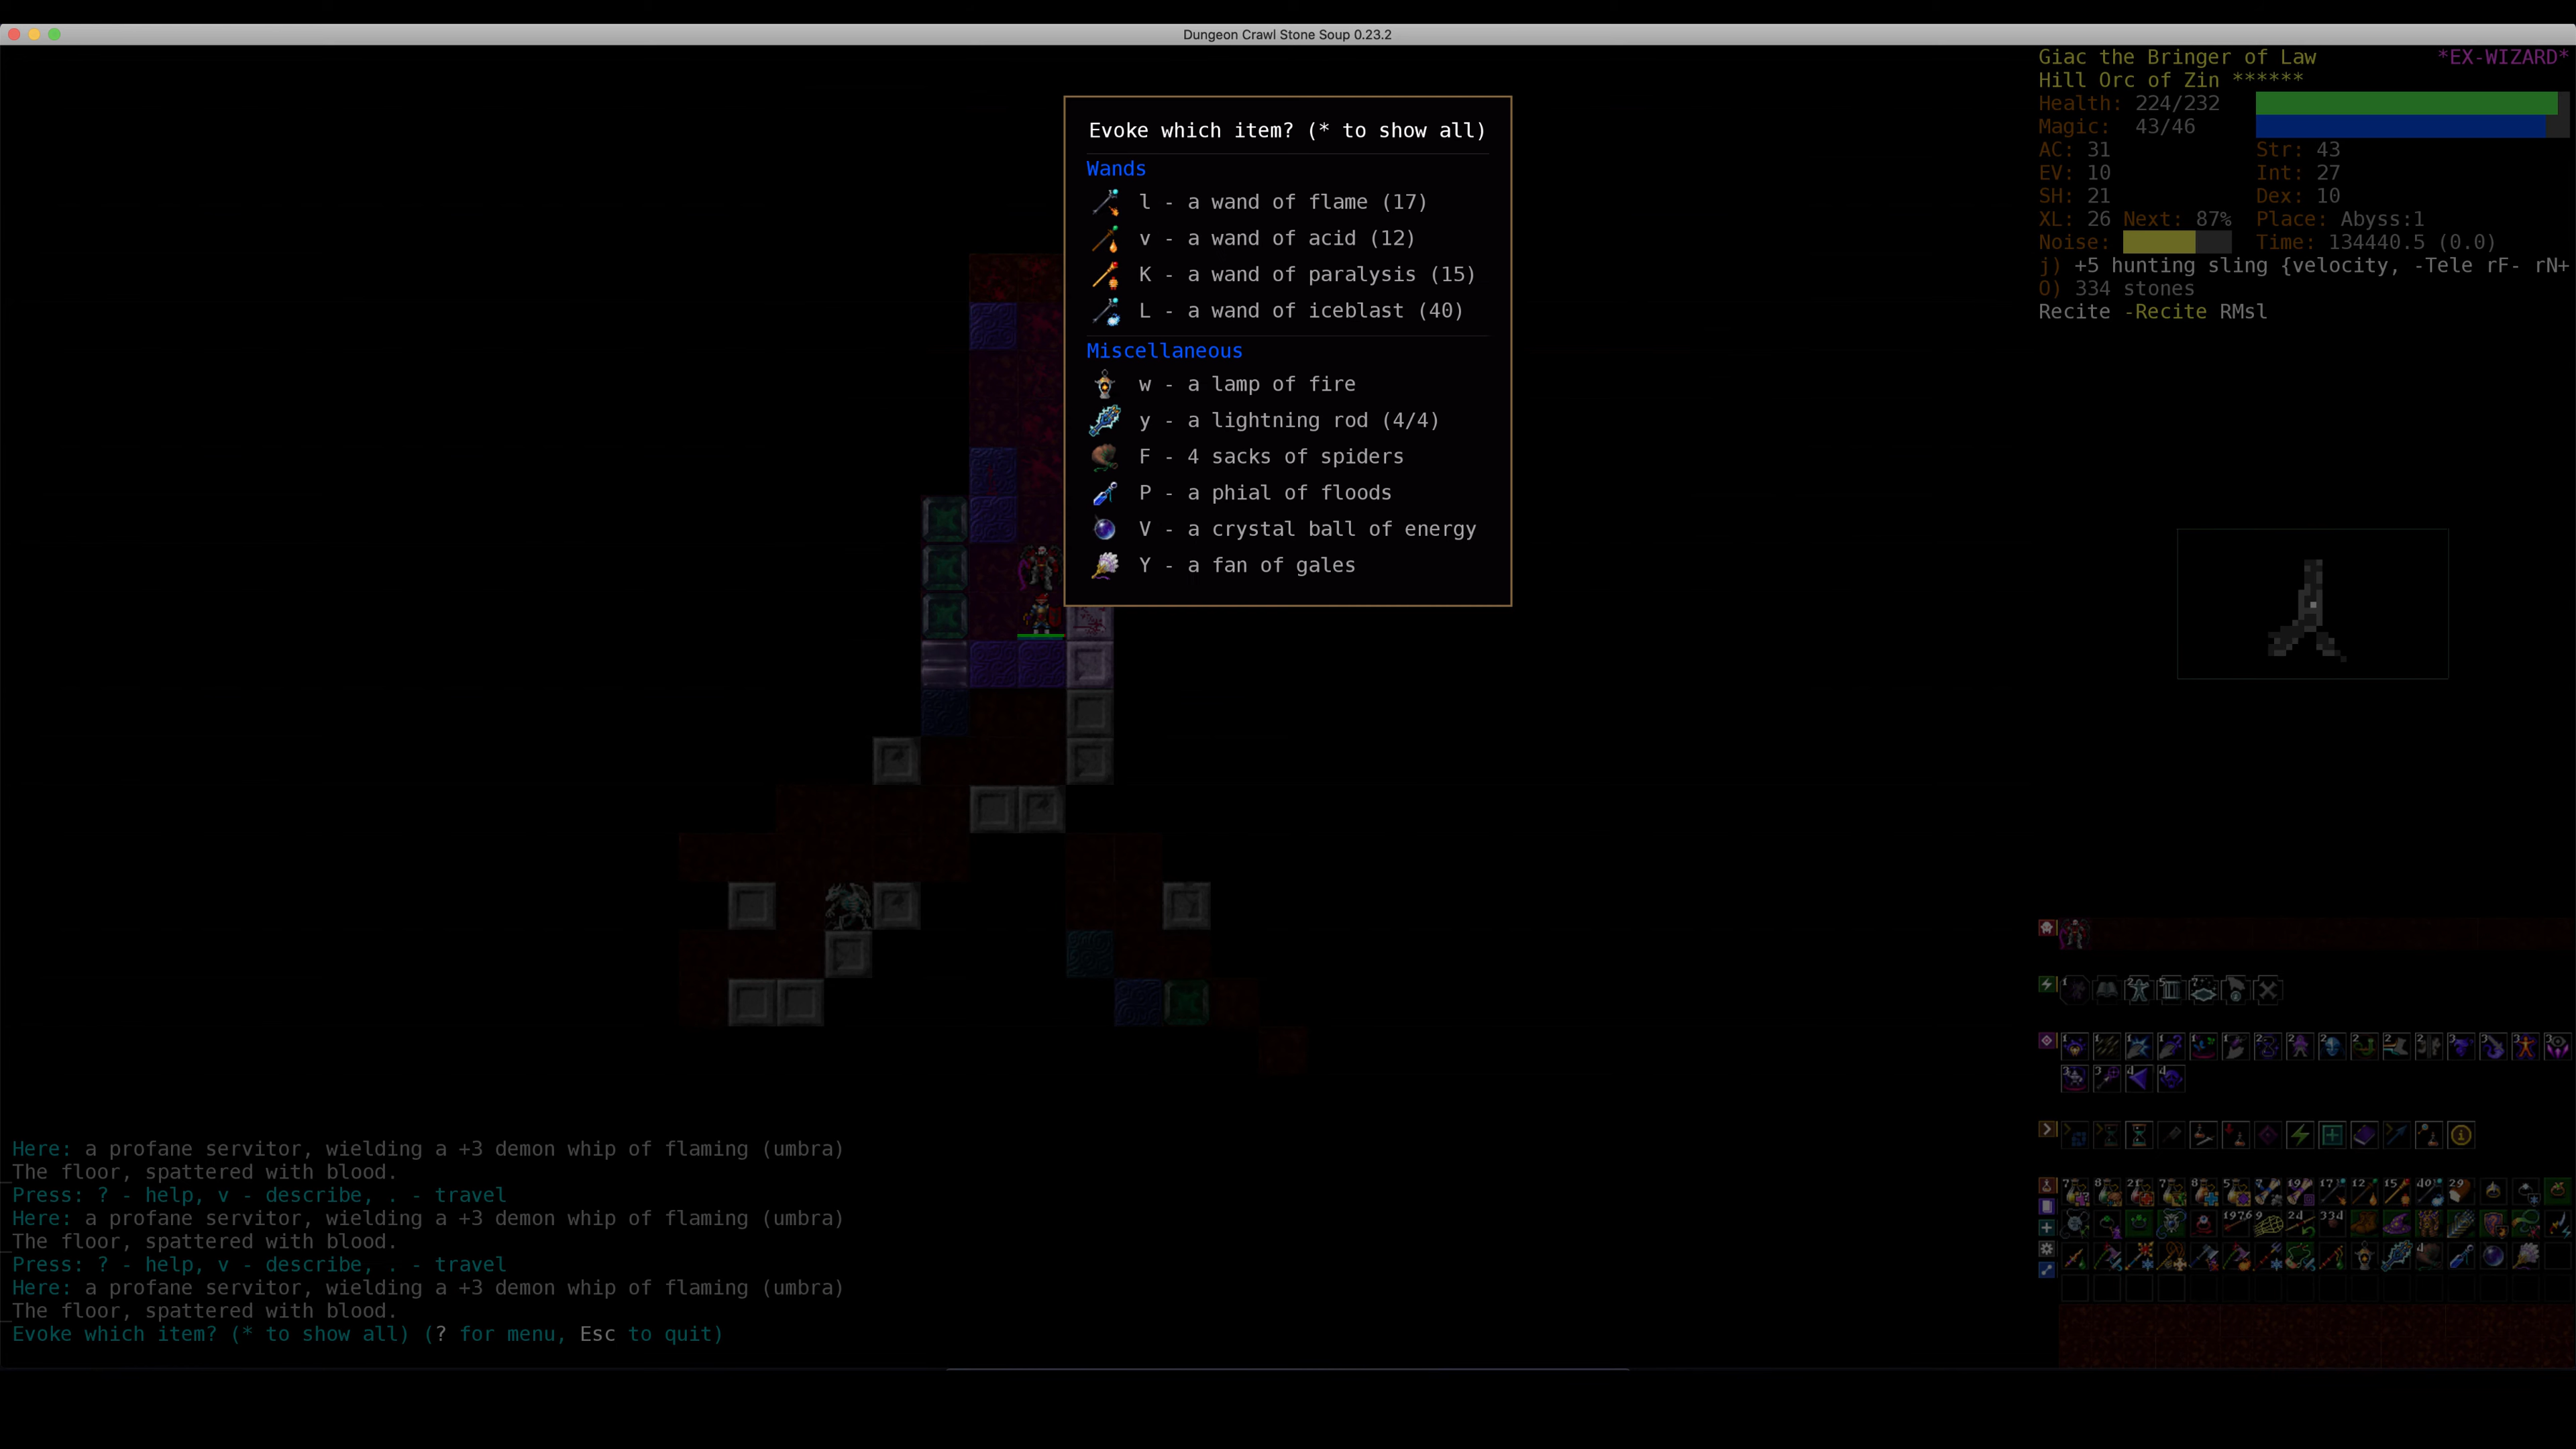 Dungeon Crawl Stone Soup 0.23.2
Giac the Bringer of Law *EX-WIZARD*
Hill Orc of Zin ******
Health: 224/232
Magic: 43/46
AC: 31 Str: 43
EV: 10 Int: 27
SH: 21 Dex: 10
XL: 26 Next: 87% Place: Abyss:1
Noise: Time: 134440.5 (0.0)
j) +5 hunting sling {velocity, -Tele rF- rN+
O) 334 stones
Recite -Recite RMsl
Evoke which item? (* to show all)
Wands
l - a wand of flame (17)
v - a wand of acid (12)
K - a wand of paralysis (15)
L - a wand of iceblast (40)
Miscellaneous
w - a lamp of fire
y - a lightning rod (4/4)
F - 4 sacks of spiders
P - a phial of floods
V - a crystal ball of energy
Y - a fan of gales
Here: a profane servitor, wielding a +3 demon whip of flaming (umbra)
_The floor, spattered with blood.
Press: ? - help, v - describe, . - travel
Here: a profane servitor, wielding a +3 demon whip of flaming (umbra)
_The floor, spattered with blood.
Press: ? - help, v - describe, . - travel
Here: a profane servitor, wielding a +3 demon whip of flaming (umbra)
_The floor, spattered with blood.
Evoke which item? (* to show all) (? for menu, Esc to quit)